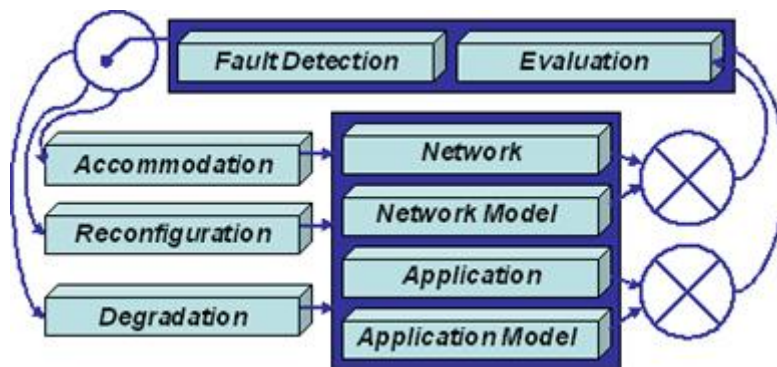 Fault Detection
Evaluation
Accommodation
Network
Reconfiguration
Network Model
Application
Degradation
Application Model